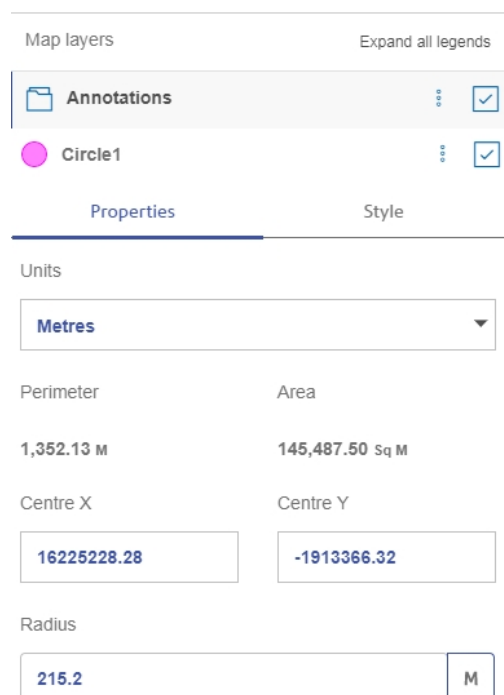 Map layers Expand all legends
Annotations
Circle1
Properties Style
Units
Metres
Perimeter Area
1,352.13 M 145,487.50 Sq M
Centre X Centre Y
16225228.28 -1913366.32
Radius
215.2 M